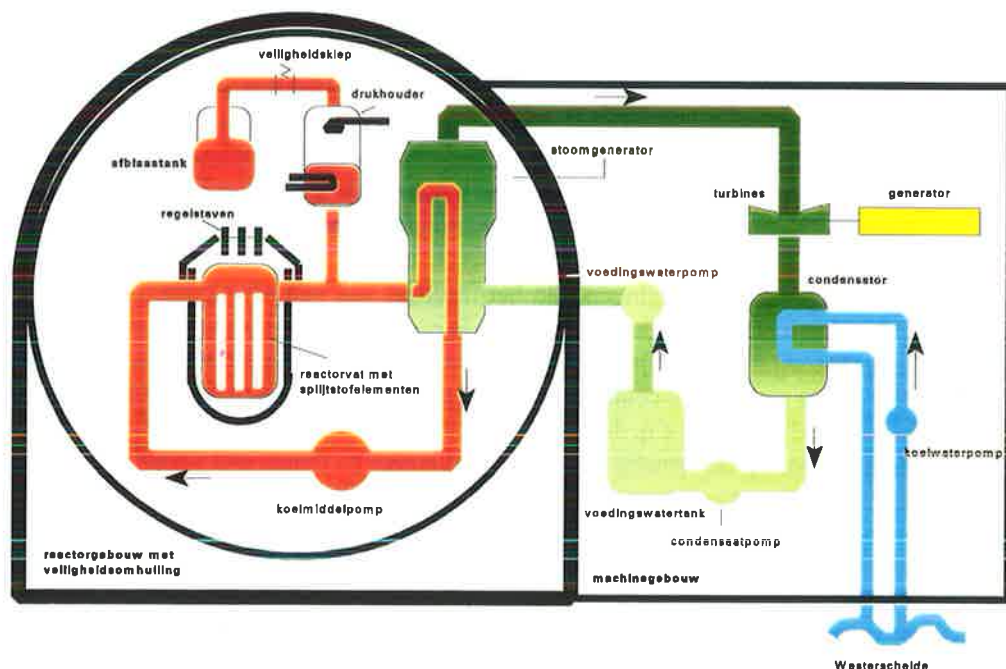 veiligheidsklep
drukhouder
afblaastank
stoomgenerator
regelstaven
turbines
generator
voedingswaterpomp
condensator
reactorvat met
splijtstofelementen
koelwaterpomp
koelmiddelpomp
voedingswatertank
condensaatpomp
reactorgebouw met
veiligheidsomhulling
machinegebouw
Westerschelde